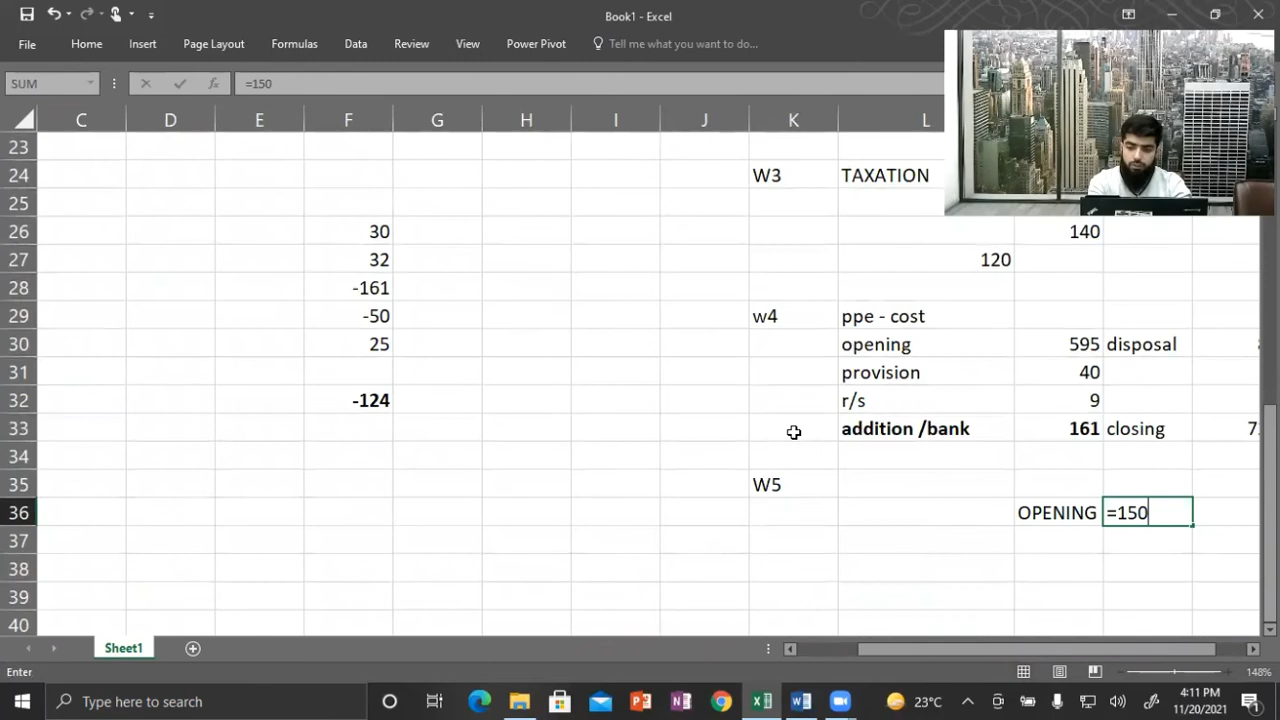 Book1 - Excel
File Home Insert Page Layout Formulas Data Review View Power Pivot Tell me what you want to do...
SUM fx =150
C D E F G H I J K L
23
24 W3 TAXATION
25
26 30 140
27 32 120
28 -161
29 -50 w4 ppe - cost
30 25 opening 595 disposal
31 provision 40
32 -124 r/s 9
33 addition /bank 161 closing
34
35 W5
36 OPENING =150
37
38
39
40
Sheet1
Enter 148%
Type here to search 23°C 4:11 PM
11/20/2021